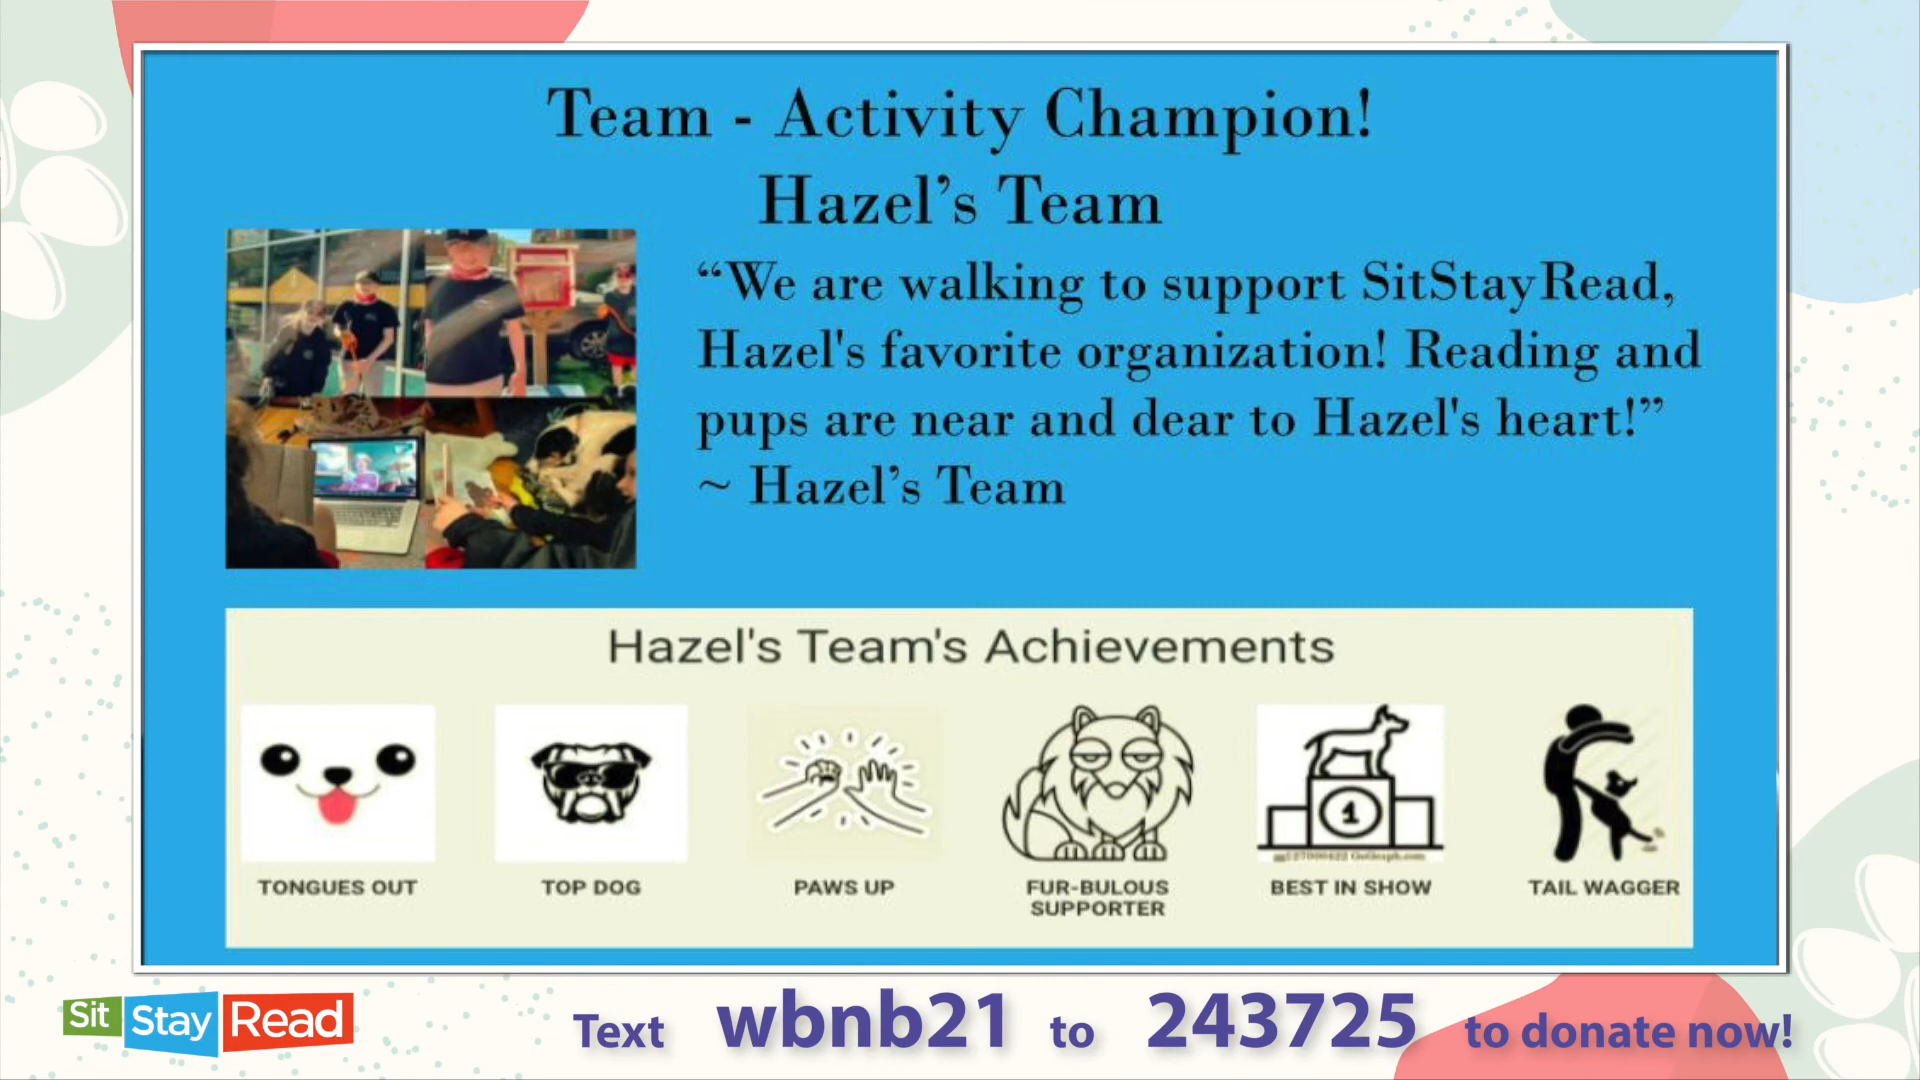 Team - Activity Champion!
Hazel’s Team
“We are walking to support SitStayRead,
Hazel's favorite organization! Reading and
pups are near and dear to Hazel's heart!”
~ Hazel’s Team
Hazel's Team's Achievements
1
TONGUES OUT
TOP DOG
PAWS UP
FUR-BULOUS
SUPPORTER
BEST IN SHOW
TAIL WAGGER
Sit Stay Read
Text wbnb21 to 243725 to donate now!